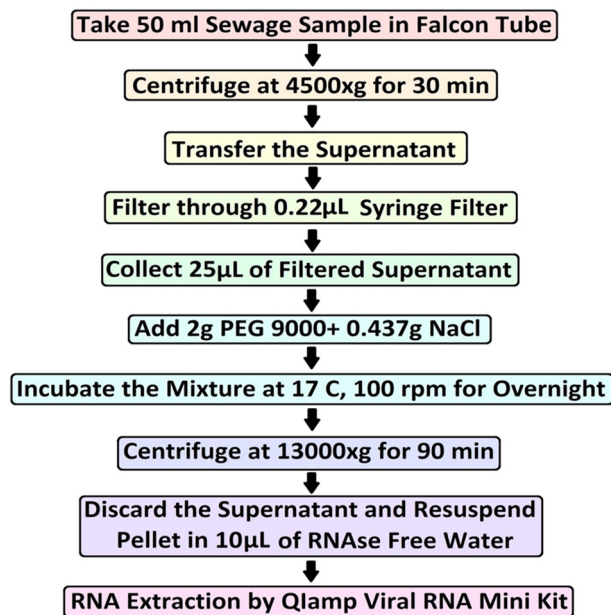 Take 50 ml Sewage Sample in Falcon Tube
Centrifuge at 4500xg for 30 min
Transfer the Supernatant
Filter through 0.22µL Syringe Filter
Collect 25µL of Filtered Supernatant
Add 2g PEG 9000+ 0.437g NaCl
Incubate the Mixture at 17 C, 100 rpm for Overnight
Centrifuge at 13000xg for 90 min
Discard the Supernatant and Resuspend
Pellet in 10µL of RNAse Free Water
RNA Extraction by QIamp Viral RNA Mini Kit